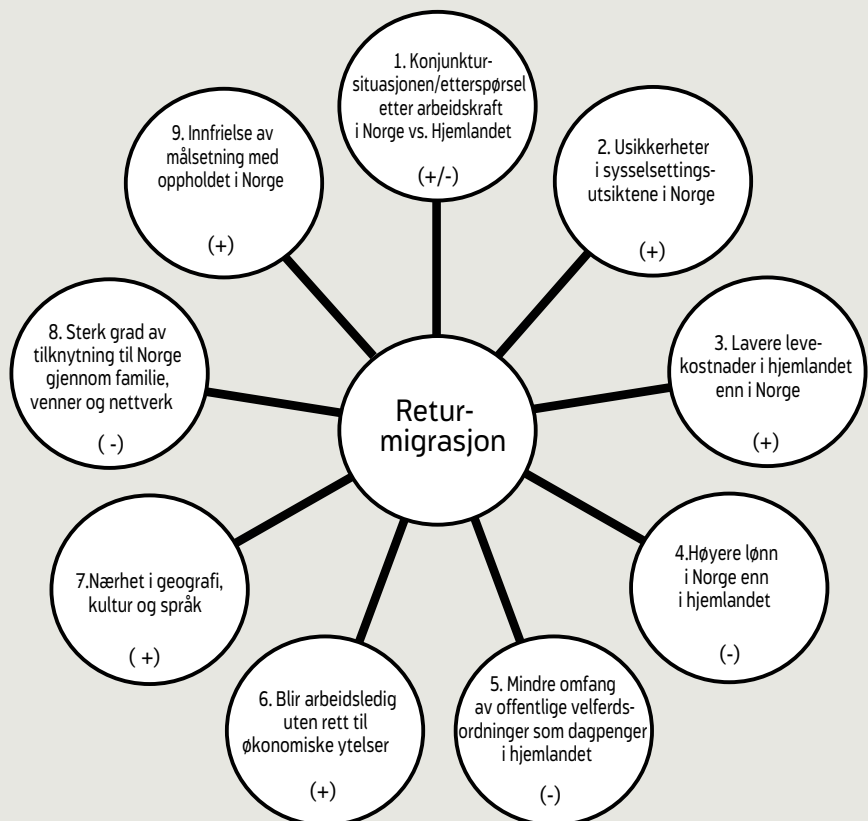 1. Konjunktur-
situasjonen/etterspørsel
etter arbeidskraft
i Norge vs. Hjemlandet
(+/-)
2. Usikkerheter
i sysselsettings-
utsiktene i Norge
(+)
3. Lavere leve-
kostnader i hjemlandet
enn i Norge
(+)
4.Høyere lønn
i Norge enn
i hjemlandet
(-)
5. Mindre omfang
av offentlige velferds-
ordninger som dagpenger
i hjemlandet
(-)
6. Blir arbeidsledig
uten rett til
økonomiske ytelser
(+)
7.Nærhet i geografi,
kultur og språk
( +)
8. Sterk grad av
tilknytning til Norge
gjennom familie,
venner og nettverk
( -)
9. Innfrielse av
målsetning med
oppholdet i Norge
(+)
Retur-
migrasjon